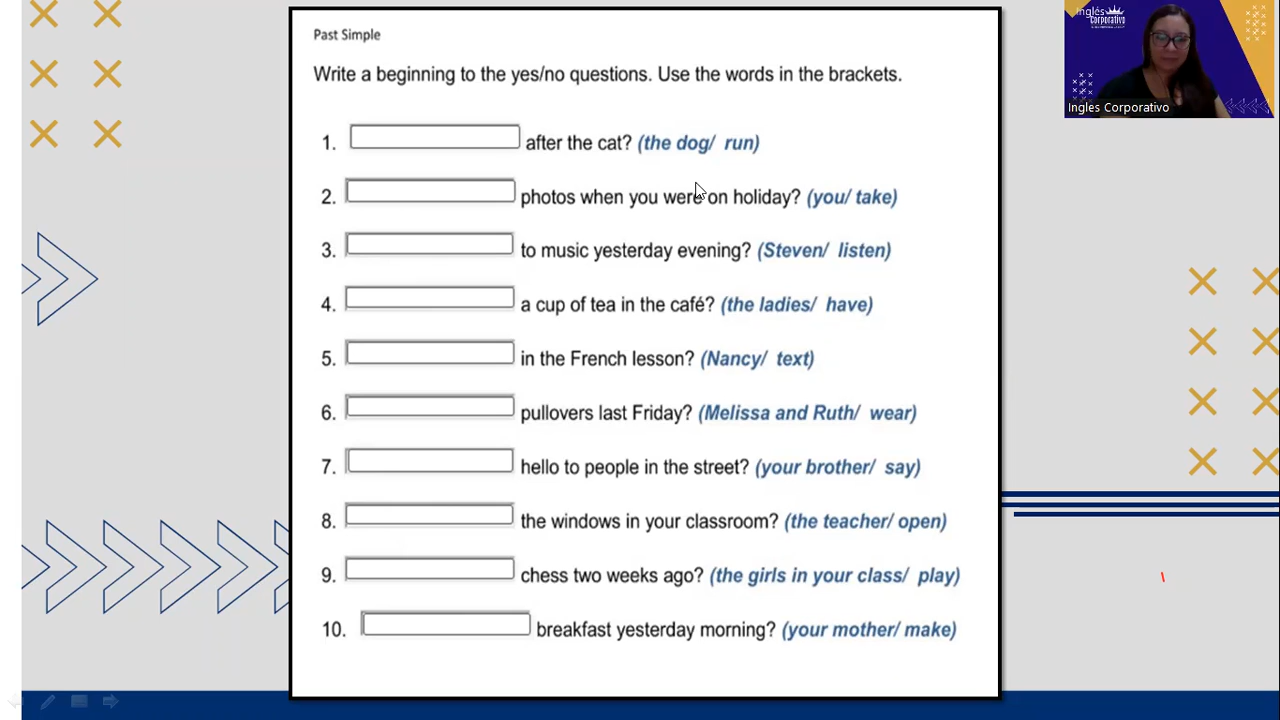 Past Simple
Write a beginning to the yes/no questions. Use the words in the brackets.
1. after the cat? (the dog/ run)
2. photos when you were on holiday? (you/ take)
3. to music yesterday evening? (Steven/ listen)
4. a cup of tea in the café? (the ladies/ have)
5. in the French lesson? (Nancy/ text)
6. pullovers last Friday? (Melissa and Ruth/ wear)
7. hello to people in the street? (your brother/ say)
8. the windows in your classroom? (the teacher/ open)
9. chess two weeks ago? (the girls in your class/ play)
10. breakfast yesterday morning? (your mother/ make)
Inglés
Corporativo
Ingles Corporativo